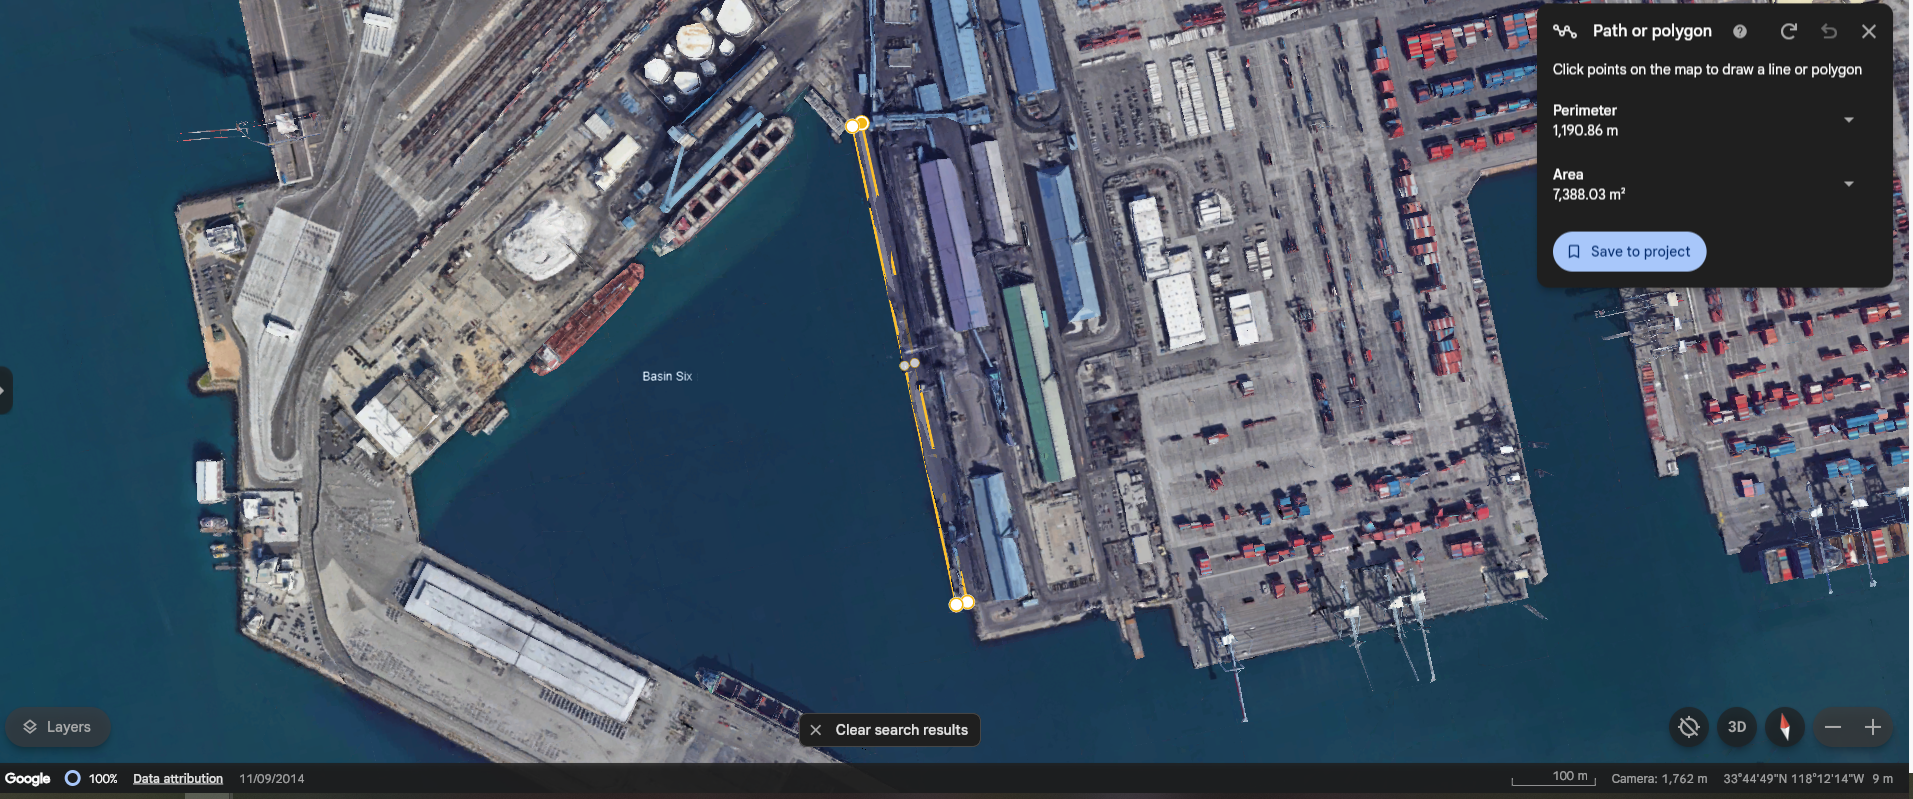 Path or polygon
Click points on the map to draw a line or polygon
Perimeter
1,190.86 m
Area
7,388.03 m²
Save to project
Basin Six
Layers
Clear search results
3D
Google 100% Data attribution 11/09/2014 100 m Camera: 1,762 m 33°44'49"N 118°12'14"W 9 m